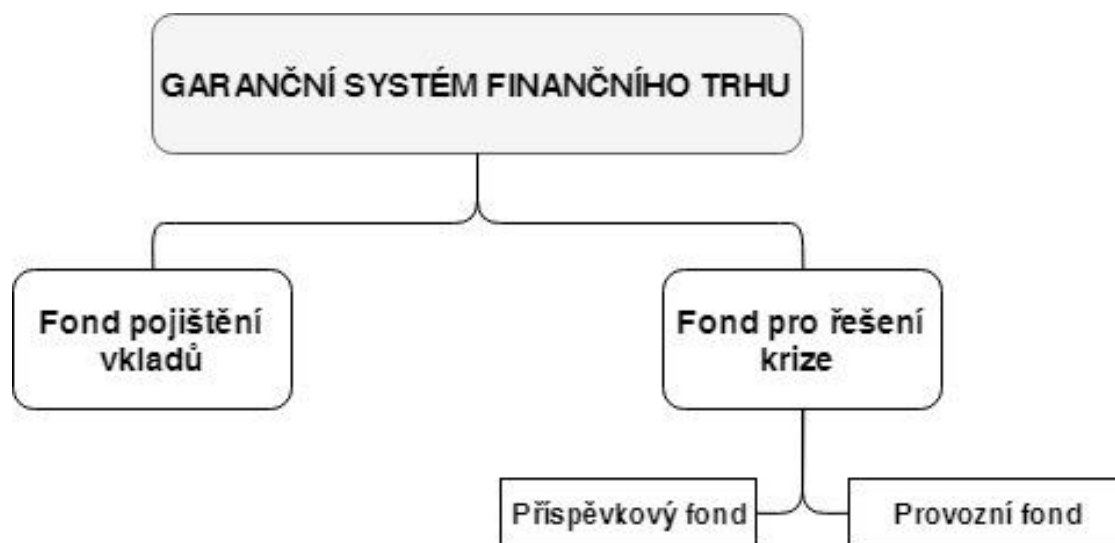 GARANČNÍ SYSTÉM FINANČNÍHO TRHU
Fond pojištění
vkladů
Fond pro řešení
krize
Příspěvkový fond
Provozní fond